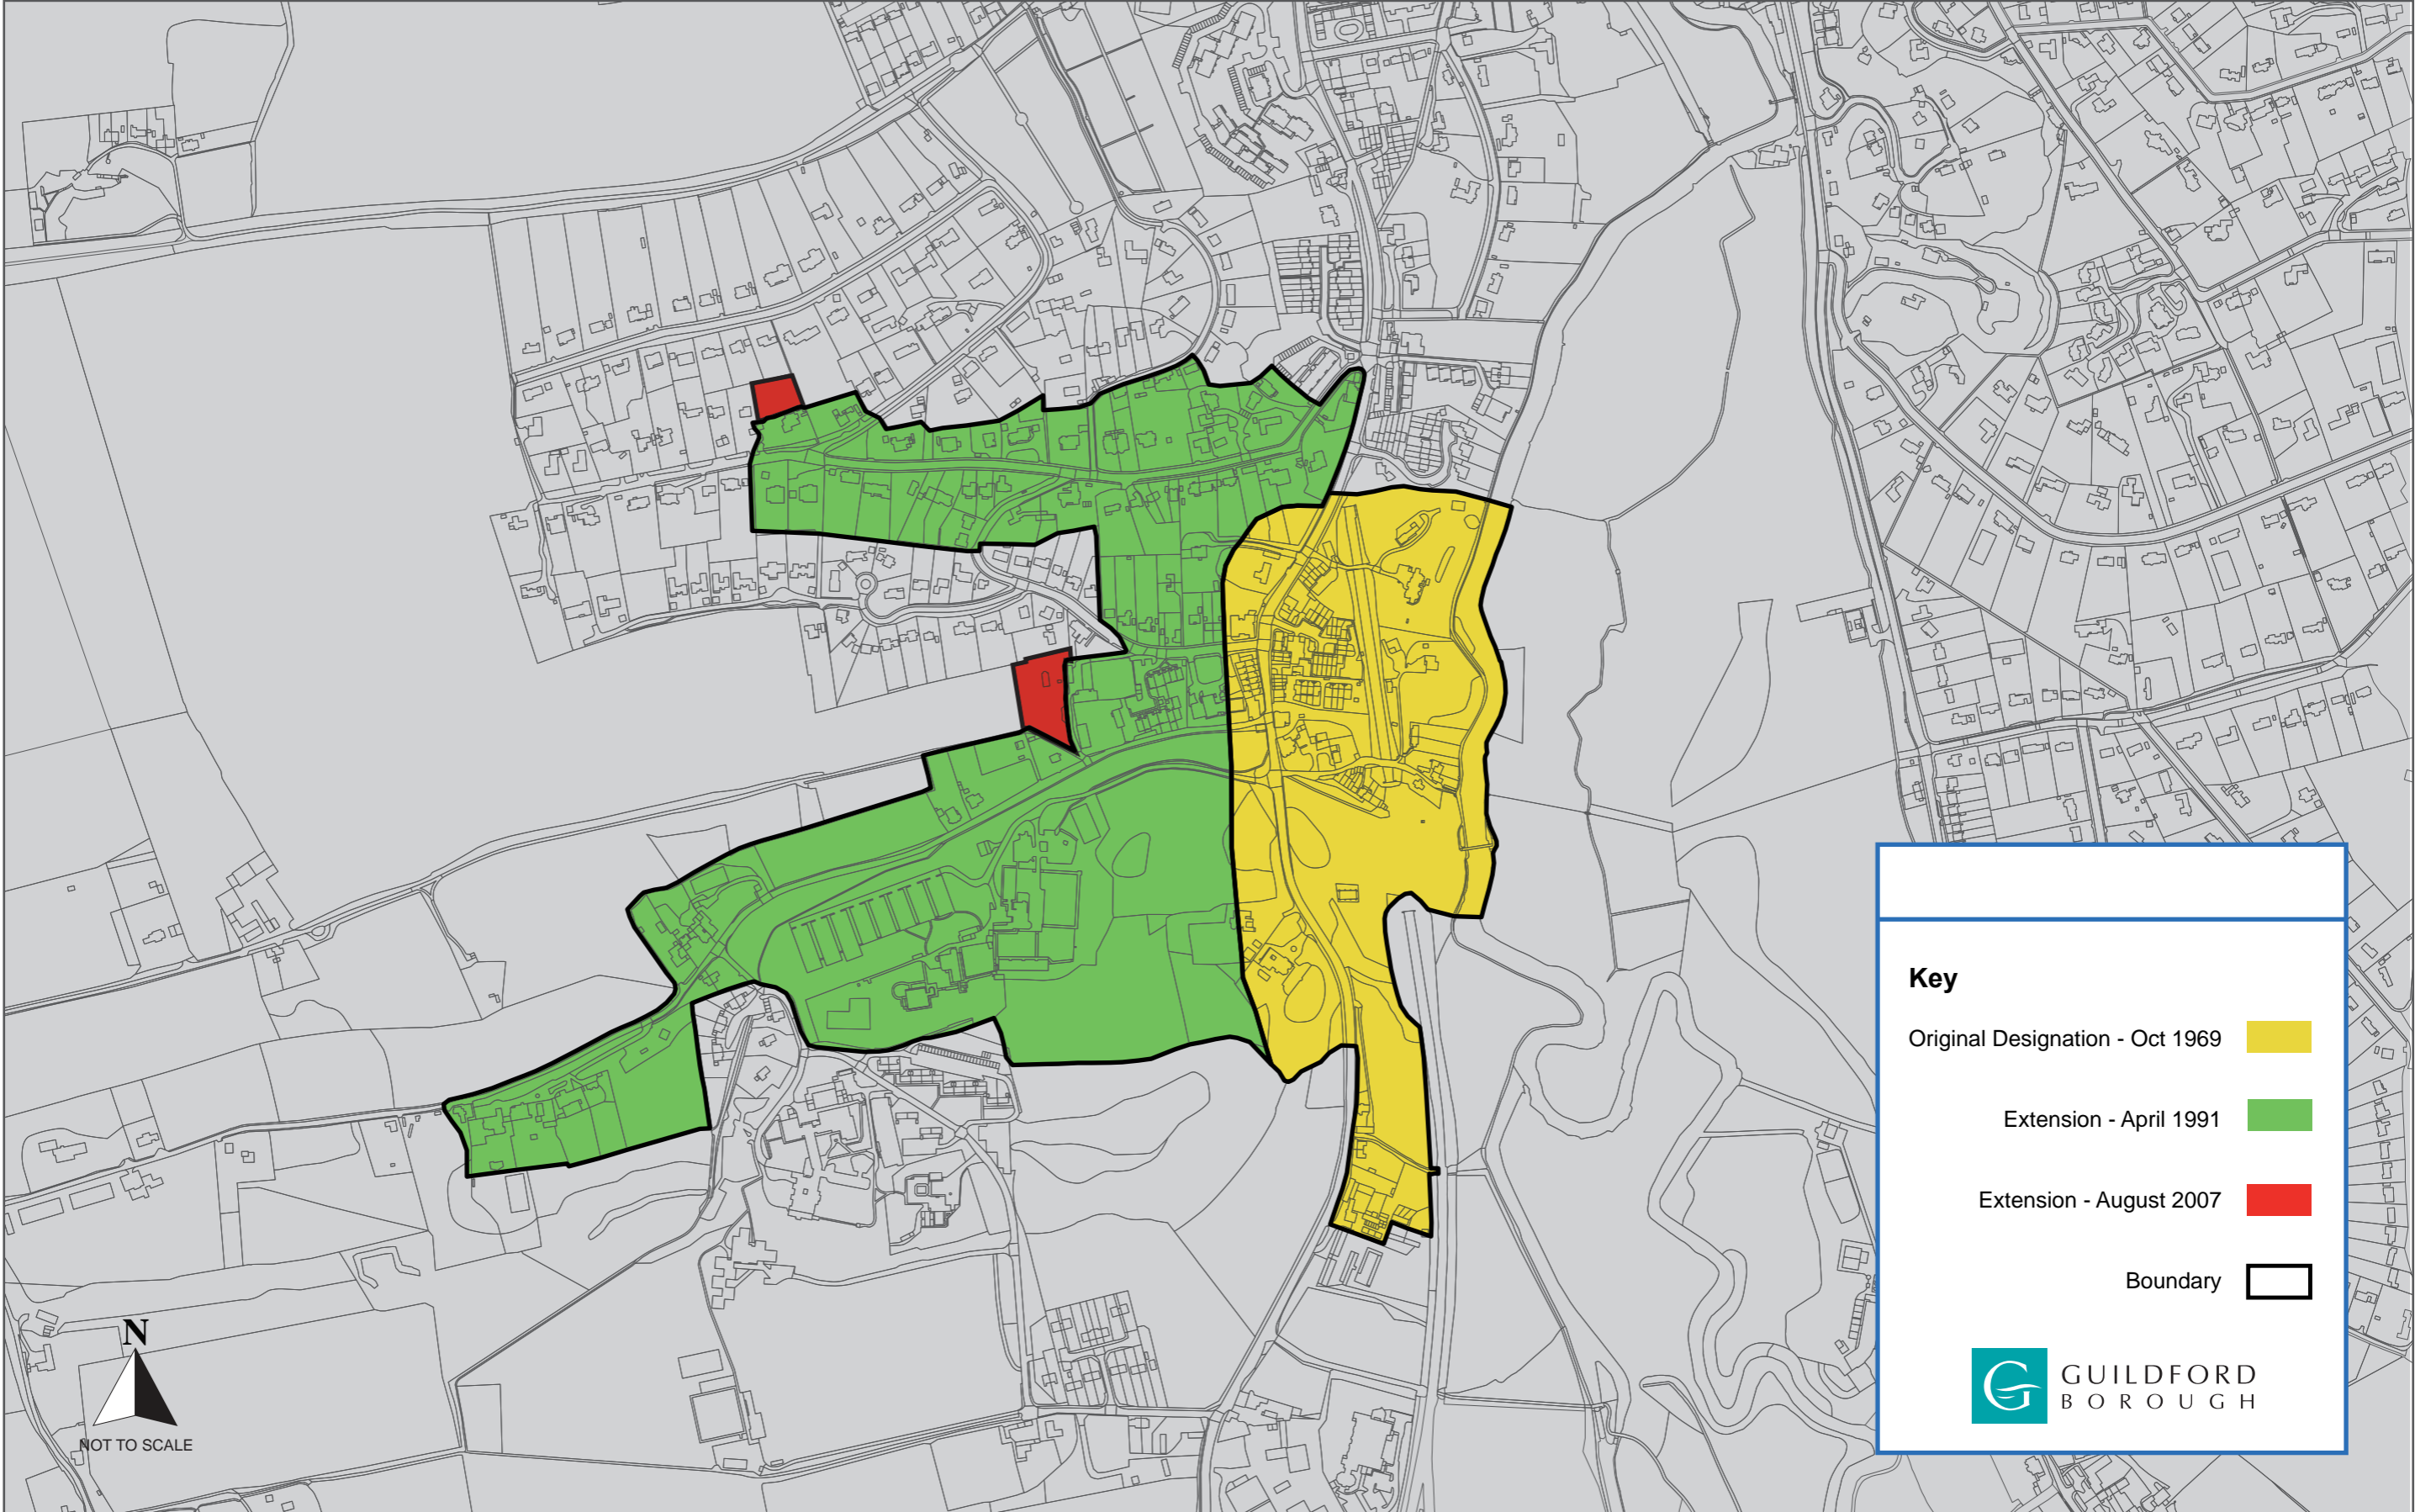 Key
Original Designation - Oct 1969
Extension - April 1991
Extension - August 2007
Boundary
GUILDFORD
BOROUGH
N
NOT TO SCALE